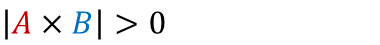 |A × B| > 0